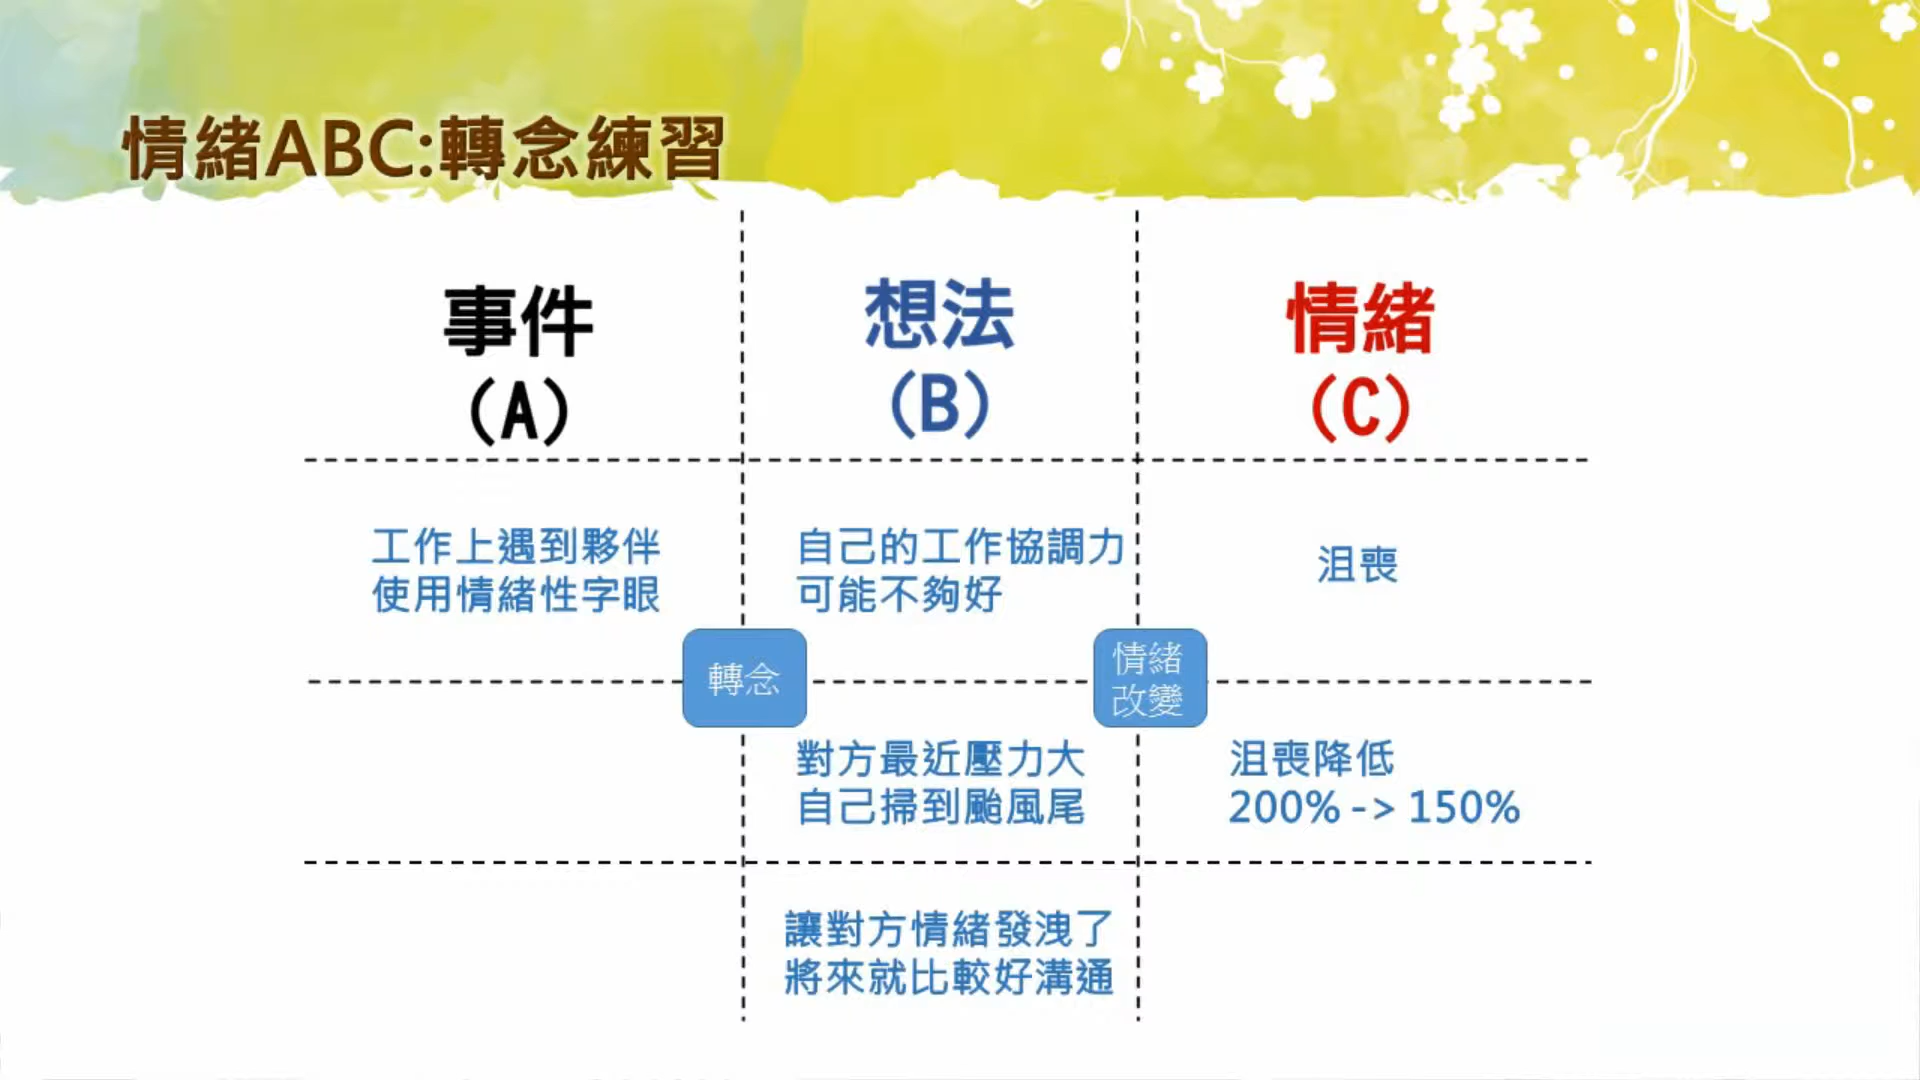 情緒ABC:轉念練習
事件
(A)
想法
(B)
情緒
(C)
工作上遇到夥伴
使用情緒性字眼
自己的工作協調力
可能不夠好
沮喪
轉念
情緒
改變
對方最近壓力大
自己掃到颱風尾
沮喪降低
200% -> 150%
讓對方情緒發洩了
將來就比較好溝通